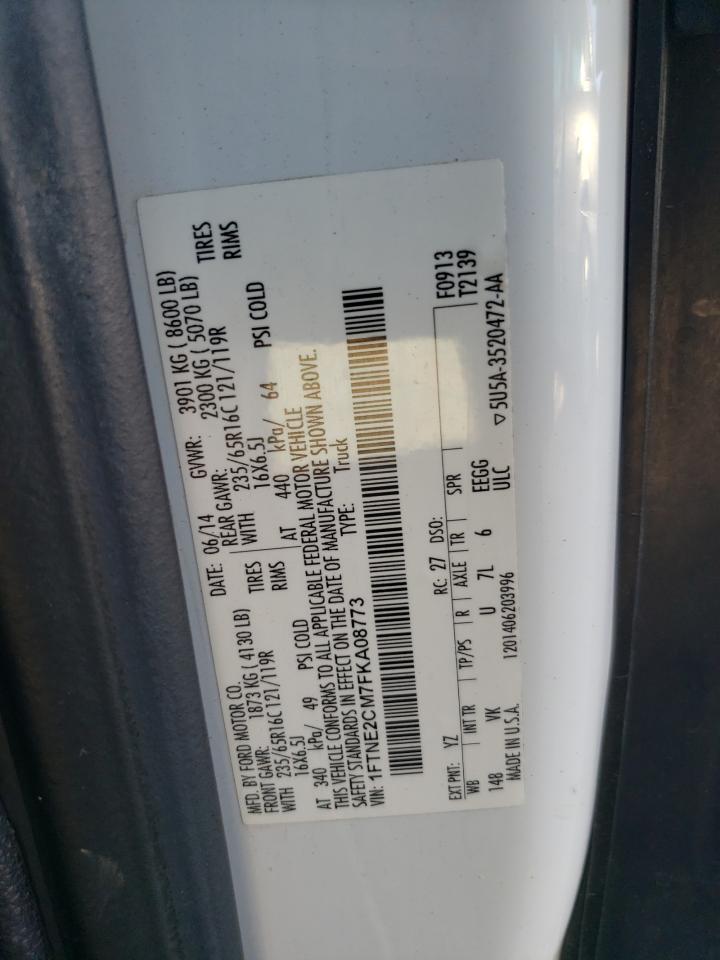 MFD. BY FORD MOTOR CO. DATE: 06/14 GVWR: 3901 KG ( 8600 LB)
FRONT GAWR: 1873 KG ( 4130 LB) REAR GAWR: 2300 KG ( 5070 LB)
WITH 235/65R16C 121/119R TIRES WITH 235/65R16C 121/119R TIRES
16X6.5J RIMS 16X6.5J RIMS
AT 340 kPa/ 49 PSI COLD AT 440 kPa/ 64 PSI COLD
THIS VEHICLE CONFORMS TO ALL APPLICABLE FEDERAL MOTOR VEHICLE
SAFETY STANDARDS IN EFFECT ON THE DATE OF MANUFACTURE SHOWN ABOVE.
VIN: 1FTNE2CM7FKA08773 TYPE: Truck
F0913
EXT PNT: YZ RC: 27 DSO: T2139
WB INT TR TP/PS R AXLE TR SPR
148 VK U 7L 6 EEGG
ULC
MADE IN U.S.A. 1201406203996 ▽5U5A-3520472-AA